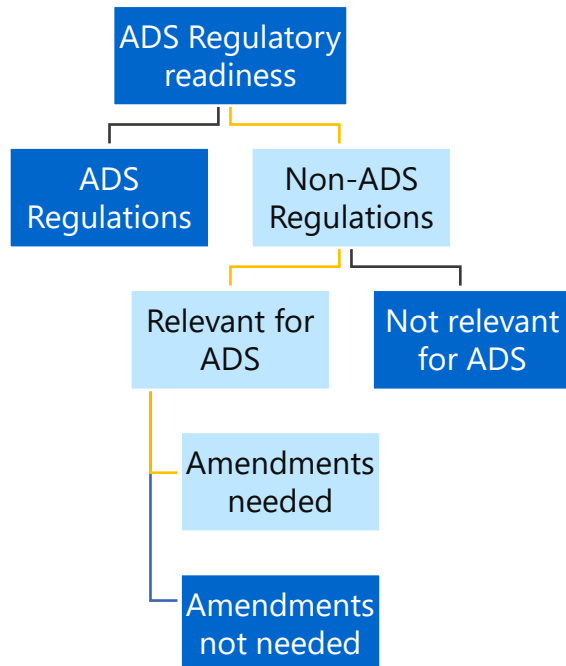 ADS Regulatory
readiness
ADS
Regulations
Non-ADS
Regulations
Relevant for
ADS
Not relevant
for ADS
Amendments
needed
Amendments
not needed